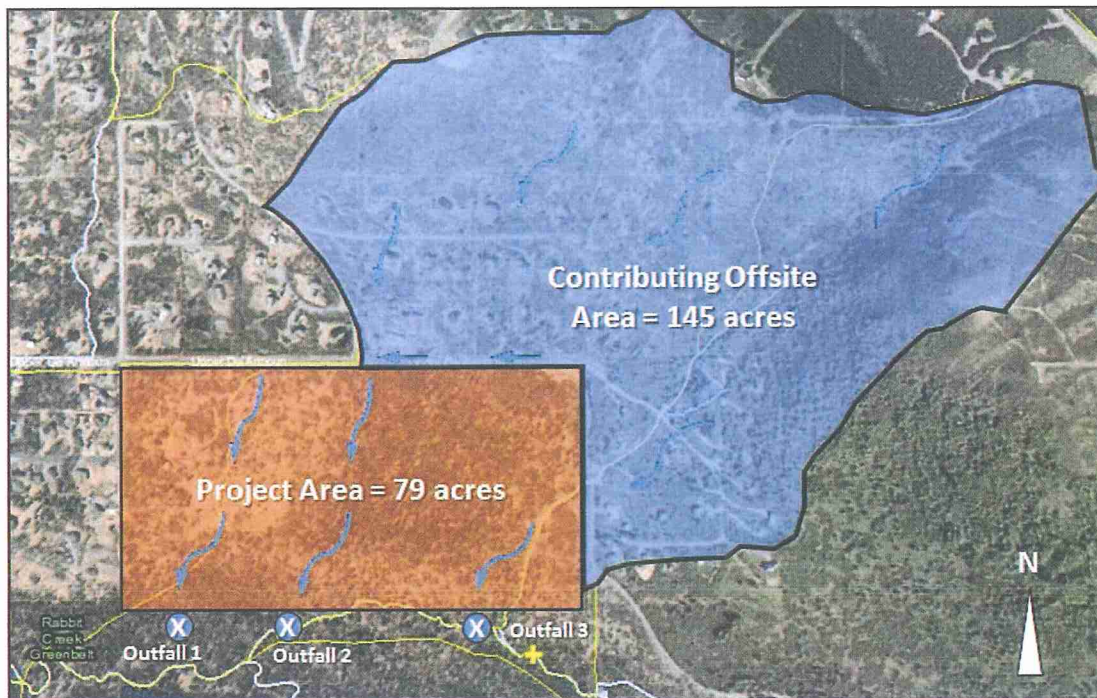 Contributing Offsite
Area = 145 acres
Project Area = 79 acres
N
Rabbit
Creek
Greenbelt
X
Outfall 1
X
Outfall 2
X
Outfall 3